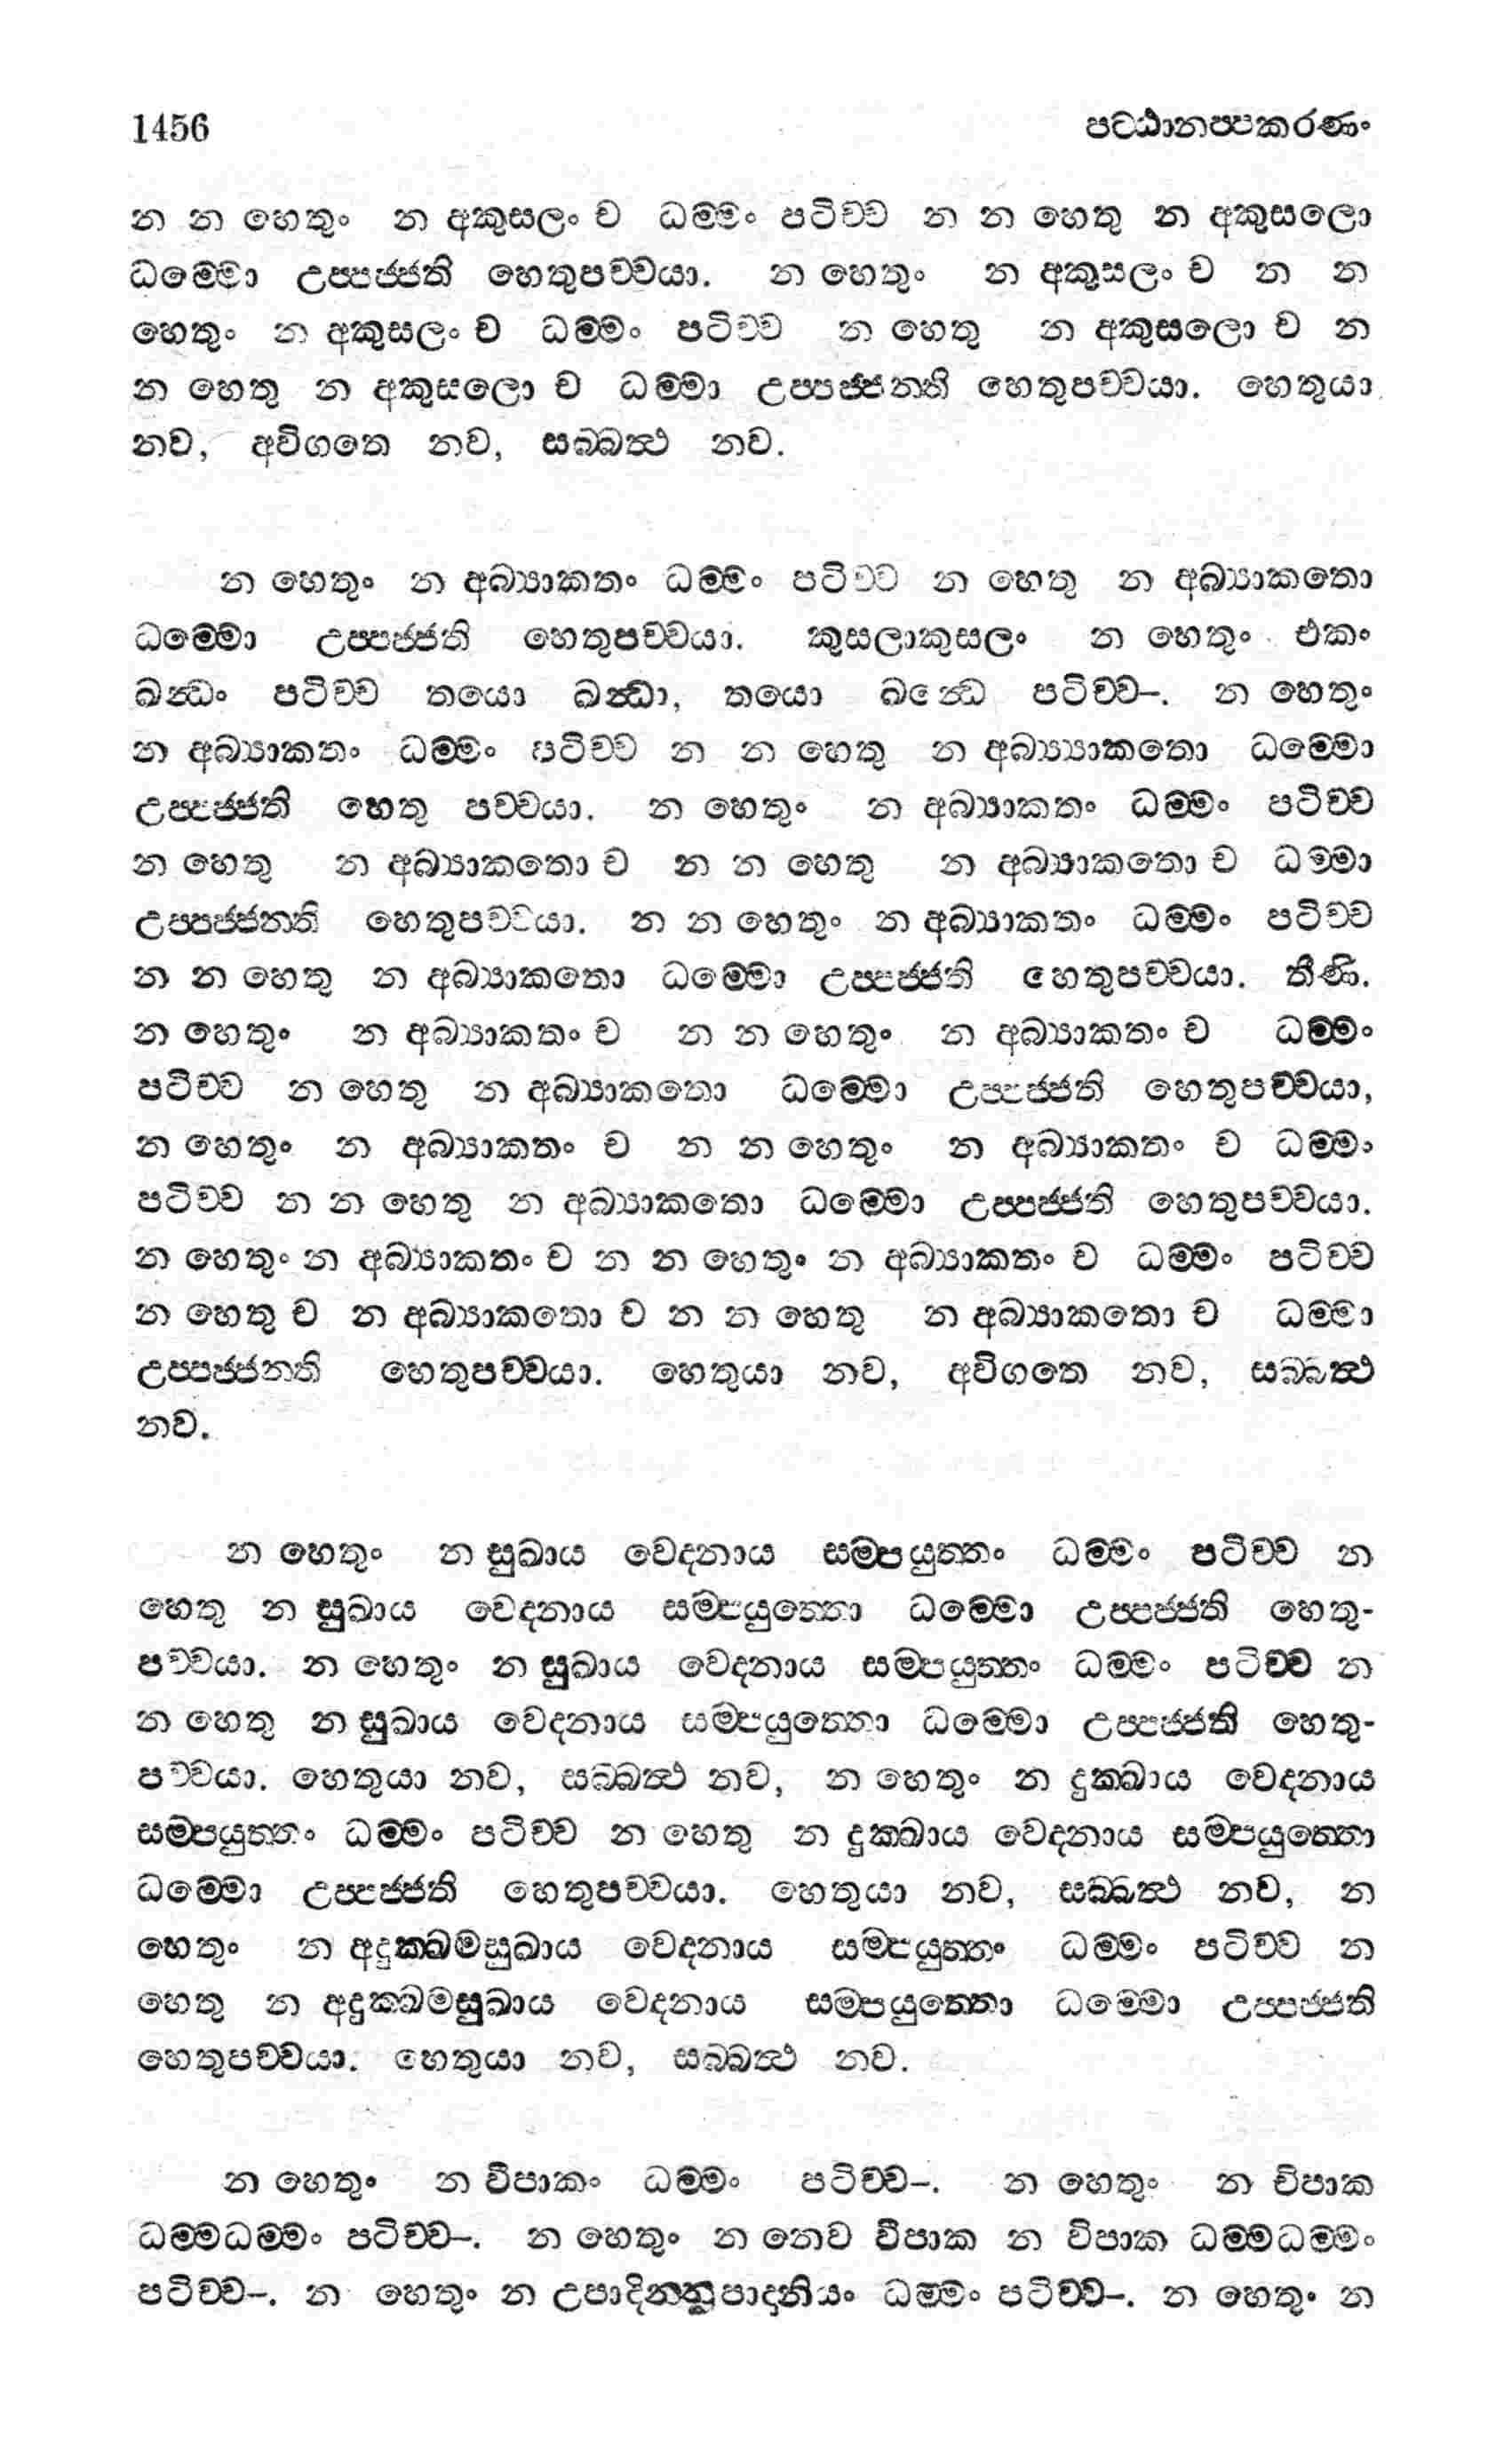 1456 පට්ඨානප්පකරණං
න න හෙතුං න අකුසලං ච ධම්මං පටිච්ච න න හෙතු න අකුසලො
ධම්මො උප්පජ්ජති හෙතුපච්චයා. න හෙතුං න අකුසලං ච න න
හෙතුං න අකුසලං ච ධම්මං පටිච්ච න හෙතු න අකුසලො ච න
න හෙතු න අකුසලො ච ධම්මා උප්පජ්ජන්ති හෙතුපච්චයා. හෙතුයා
නව, අවිගතෙ නව, සබ්බත්ථ නව.
න හෙතුං න අබ්‍යාකතං ධම්මං පටිච්ච න හෙතු න අබ්‍යාකතො
ධම්මො උප්පජ්ජති හෙතුපච්චයා. කුසලාකුසලං න හෙතුං එකං
ඛන්ධං පටිච්ච තයො ඛන්ධා, තයො ඛන්ධෙ පටිච්ච–. න හෙතුං
න අබ්‍යාකතං ධම්මං පටිච්ච න න හෙතු න අබ්‍ය්‍යාකතො ධම්මො
උප්පජ්ජති හෙතු පච්චයා. න හෙතුං න අබ්‍යාකතං ධම්මං පටිච්ච
න හෙතු න අබ්‍යාකතො ච න න හෙතු න අබ්‍යාකතො ච ධම්මා
උප්පජ්ජන්ති හෙතුපච්චයා. න න හෙතුං න අබ්‍යාකතං ධම්මං පටිච්ච
න න හෙතු න අබ්‍යාකතො ධම්මො උප්පජ්ජති හෙතුපච්චයා. තීණි.
න හෙතුං න අබ්‍යාකතං ච න න හෙතුං න අබ්‍යාකතං ච ධම්මං
පටිච්ච න හෙතු න අබ්‍යාකතො ධම්මො උප්පජ්ජති හෙතුපච්චයා,
න හෙතුං න අබ්‍යාකතං ච න න හෙතුං න අබ්‍යාකතං ච ධම්මං
පටිච්ච න න හෙතු න අබ්‍යාකතො ධම්මො උප්පජ්ජති හෙතුපච්චයා.
න හෙතුං න අබ්‍යාකතං ච න න හෙතුං න අබ්‍යාකතං ච ධම්මං පටිච්ච
න හෙතු ච න අබ්‍යාකතො ච න න හෙතු න අබ්‍යාකතො ච ධම්මා
උප්පජ්ජන්ති හෙතුපච්චයා. හෙතුයා නව, අවිගතෙ නව, සබ්බත්ථ
නව.
න හෙතුං න සුඛාය වෙදනාය සම්පයුත්තං ධම්මං පටිච්ච න
හෙතු න සුඛාය වෙදනාය සම්පයුත්තො ධම්මො උප්පජ්ජති හෙතු-
පච්චයා. න හෙතුං න සුඛාය වෙදනාය සම්පයුත්තං ධම්මං පටිච්ච න
න හෙතු න සුඛාය වෙදනාය සම්පයුත්තො ධම්මො උප්පජ්ජති හෙතු-
පච්චයා. හෙතුයා නව, සබ්බත්ථ නව, න හෙතුං න දුක්ඛාය වෙදනාය
සම්පයුත්තං ධම්මං පටිච්ච න හෙතු න දුක්ඛාය වෙදනාය සම්පයුත්තො
ධම්මො උප්පජ්ජති හෙතුපච්චයා. හෙතුයා නව, සබ්බත්ථ නව, න
හෙතුං න අදුක්ඛමසුඛාය වෙදනාය සම්පයුත්තං ධම්මං පටිච්ච න
හෙතු න අදුක්ඛමසුඛාය වෙදනාය සම්පයුත්තො ධම්මො උප්පජ්ජති
හෙතුපච්චයා. හෙතුයා නව, සබ්බත්ථ නව.
න හෙතුං න විපාකං ධම්මං පටිච්ච–. න හෙතුං න විපාක
ධම්මධම්මං පටිච්ච–. න හෙතුං න නෙව විපාක න විපාක ධම්මධම්මං
පටිච්ච–. න හෙතුං න උපාදින්නුපාදානියං ධම්මං පටිච්ච–. න හෙතුං න